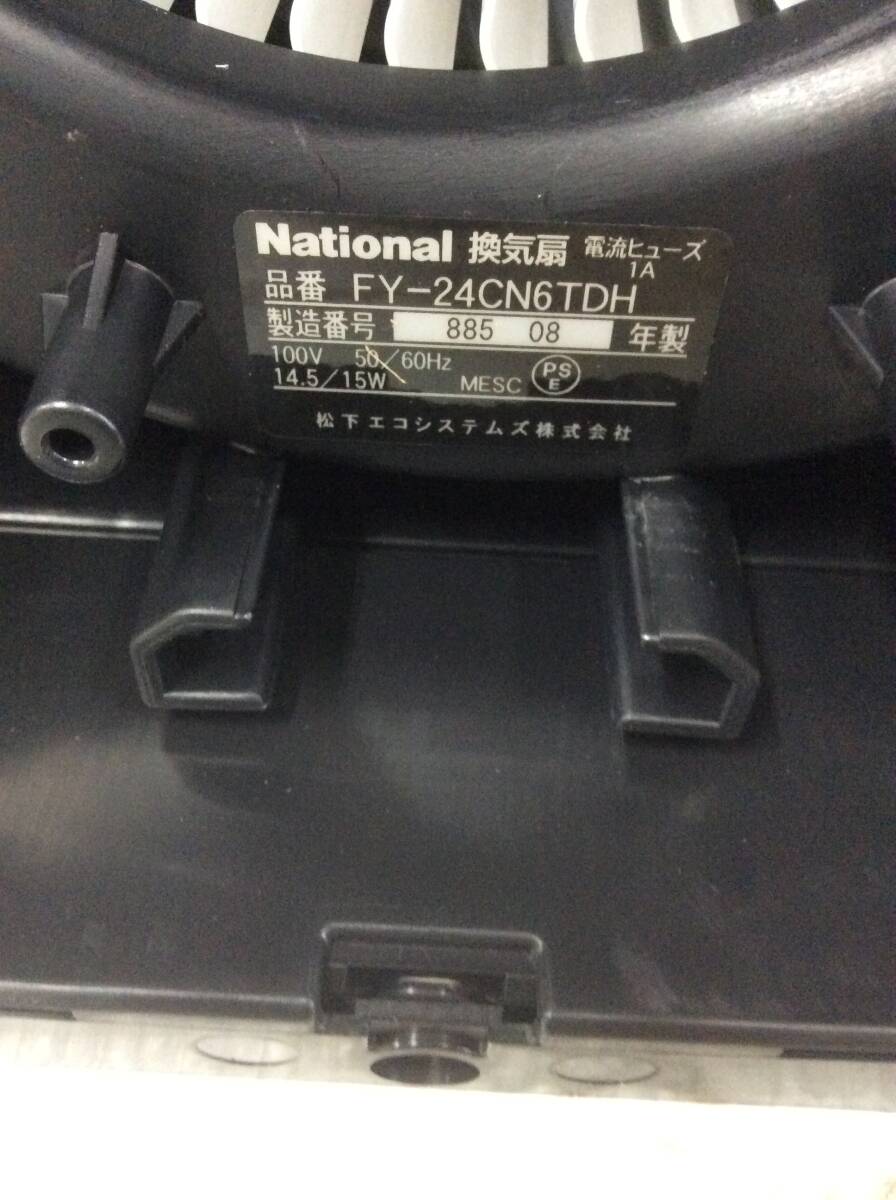 National 換気扇 電流ヒューズ 1A
品番 FY-24CN6TDH
製造番号 885 08 年製
100V 50/60Hz
14.5/15W MESC PS E
松下エコシステムズ株式会社